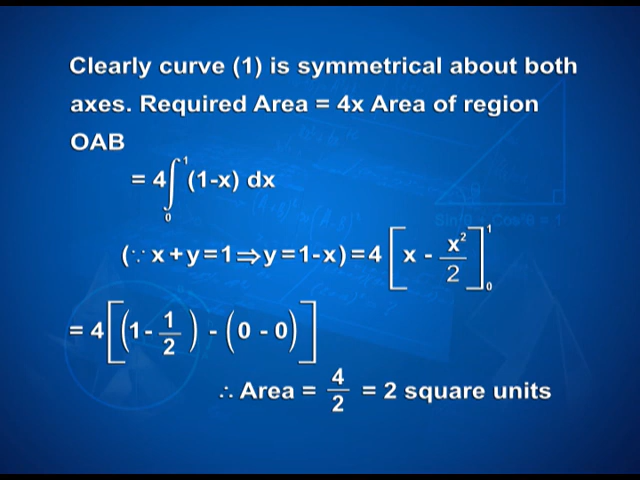 Clearly curve (1) is symmetrical about both
axes. Required Area = 4x Area of region
OAB
= 4∫₀¹ (1-x) dx
(∵ x+y=1⇒y=1-x)=4[x - x²/2]₀¹
= 4[(1- 1/2) - (0 - 0)]
∴ Area = 4/2 = 2 square units